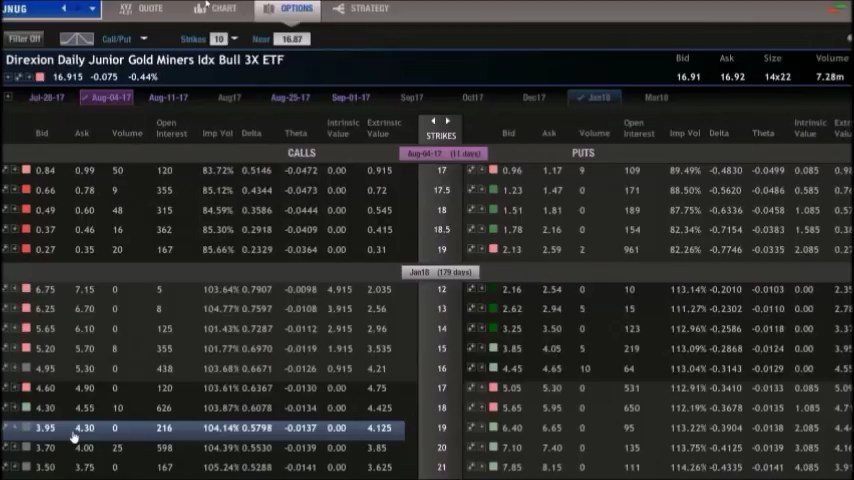 JNUG QUOTE CHART OPTIONS STRATEGY
Filter Off Call/Put Strikes 10 Near 16.87
Direxion Daily Junior Gold Miners Idx Bull 3X ETF Bid Ask Size Volume
16.915 -0.075 -0.44% 16.91 16.92 14x22 7.28m
Jul-28-17 Aug-04-17 Aug-11-17 Aug17 Aug-25-17 Sep-01-17 Sep17 Oct17 Dec17 Jan18 Mar18
Bid Ask Volume Open Interest Imp Vol Delta Theta Intrinsic Value Extrinsic Value STRIKES Bid Ask Volume Open Interest Imp Vol Delta Theta Intrinsic Value Extrinsic Value
CALLS Aug-04-17 (11 days) PUTS
0.84 0.99 50 120 83.72% 0.5146 -0.0472 0.00 0.915 17 0.96 1.17 9 109 89.49% -0.4830 -0.0499 0.085
0.66 0.78 9 355 85.12% 0.4344 -0.0473 0.00 0.72 17.5 1.23 1.47 0 171 88.50% -0.5620 -0.0486 0.585
0.49 0.60 48 315 84.59% 0.3586 -0.0444 0.00 0.545 18 1.51 1.81 0 189 87.75% -0.6336 -0.0458
0.37 0.46 16 362 85.30% 0.2918 -0.0409 0.00 0.415 18.5 1.78 2.16 0 154 82.34% -0.7154 -0.0383
0.27 0.35 20 167 85.66% 0.2329 -0.0364 0.00 0.31 19 2.13 2.59 2 961 82.26% -0.7746 -0.0335
Jan18 (179 days)
6.75 7.15 0 5 103.64% 0.7907 -0.0098 4.915 2.035 12 2.16 2.54 0 10 113.14% -0.2010 -0.0103 0.00
6.25 6.70 0 8 104.77% 0.7597 -0.0108 3.915 2.56 13 2.62 2.94 5 15 111.27% -0.2302 -0.0110 0.00
5.65 6.10 0 125 101.43% 0.7287 -0.0112 2.915 2.96 14 3.25 3.50 0 123 112.96% -0.2586 -0.0118 0.00
5.20 5.70 8 355 101.77% 0.6970 -0.0119 1.915 3.535 15 3.85 4.05 5 219 113.09% -0.2868 -0.0124 0.00
4.95 5.30 0 438 103.68% 0.6671 -0.0126 0.915 4.21 16 4.45 4.65 10 64 113.04% -0.3143 -0.0129 0.00
4.60 4.90 0 120 103.61% 0.6367 -0.0130 0.00 4.75 17 5.05 5.30 0 531 112.91% -0.3410 -0.0133 0.085
4.30 4.55 10 626 103.87% 0.6078 -0.0134 0.00 4.425 18 5.65 5.95 0 650 112.19% -0.3678 -0.0135
3.95 4.30 0 216 104.14% 0.5798 -0.0137 0.00 4.125 19 6.40 6.65 0 95 113.22% -0.3904 -0.0138
3.70 4.00 25 598 104.39% 0.5530 -0.0139 0.00 3.85 20 7.10 7.40 0 135 113.75% -0.4125 -0.0139
3.50 3.75 0 167 105.24% 0.5288 -0.0141 0.00 3.625 21 7.85 8.15 0 111 114.26% -0.4335 -0.0141